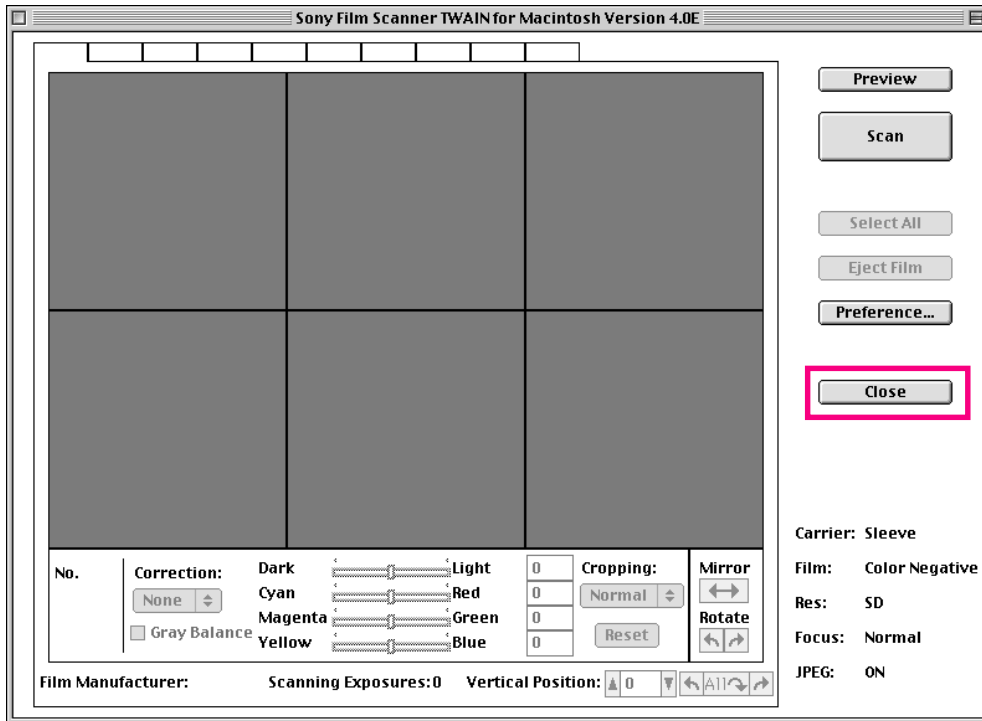 Sony Film Scanner TWAIN for Macintosh Version 4.0E
Preview
Scan
Select All
Eject Film
Preference...
Close
Carrier: Sleeve
Film: Color Negative
Res: SD
Focus: Normal
JPEG: ON
No.
Correction:
None
Gray Balance
Dark Light 0
Cyan Red 0
Magenta Green 0
Yellow Blue 0
Cropping:
Normal
Reset
Mirror
Rotate
Film Manufacturer: Scanning Exposures:0 Vertical Position: 0 All